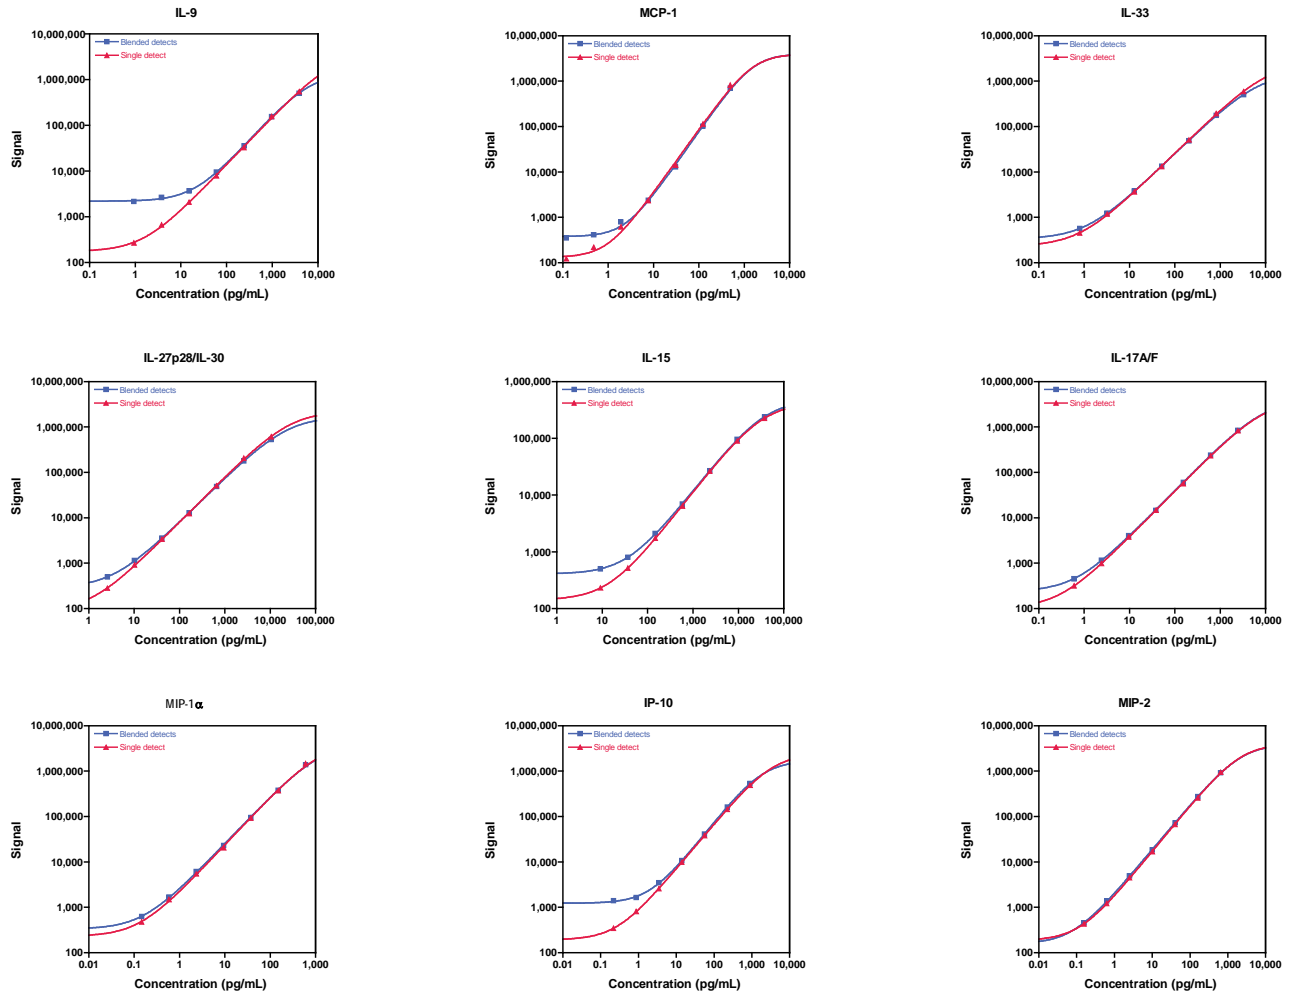 IL-9
10,000,000
1,000,000
100,000
10,000
1,000
100
Signal
Blended detects
Single detect
0.1 1 10 100 1,000 10,000
Concentration (pg/mL)
MCP-1
10,000,000
1,000,000
100,000
10,000
1,000
100
Signal
Blended detects
Single detect
0.1 1 10 100 1,000 10,000
Concentration (pg/mL)
IL-33
10,000,000
1,000,000
100,000
10,000
1,000
100
Signal
Blended detects
Single detect
0.1 1 10 100 1,000 10,000
Concentration (pg/mL)
IL-27p28/IL-30
10,000,000
1,000,000
100,000
10,000
1,000
100
Signal
Blended detects
Single detect
1 10 100 1,000 10,000 100,000
Concentration (pg/mL)
IL-15
1,000,000
100,000
10,000
1,000
100
Signal
Blended detects
Single detect
1 10 100 1,000 10,000 100,000
Concentration (pg/mL)
IL-17A/F
10,000,000
1,000,000
100,000
10,000
1,000
100
Signal
Blended detects
Single detect
0.1 1 10 100 1,000 10,000
Concentration (pg/mL)
MIP-1α
10,000,000
1,000,000
100,000
10,000
1,000
100
Signal
Blended detects
Single detect
0.01 0.1 1 10 100 1,000
Concentration (pg/mL)
IP-10
10,000,000
1,000,000
100,000
10,000
1,000
100
Signal
Blended detects
Single detect
0.01 0.1 1 10 100 1,000 10,000
Concentration (pg/mL)
MIP-2
10,000,000
1,000,000
100,000
10,000
1,000
100
Signal
Blended detects
Single detect
0.01 0.1 1 10 100 1,000 10,000
Concentration (pg/mL)